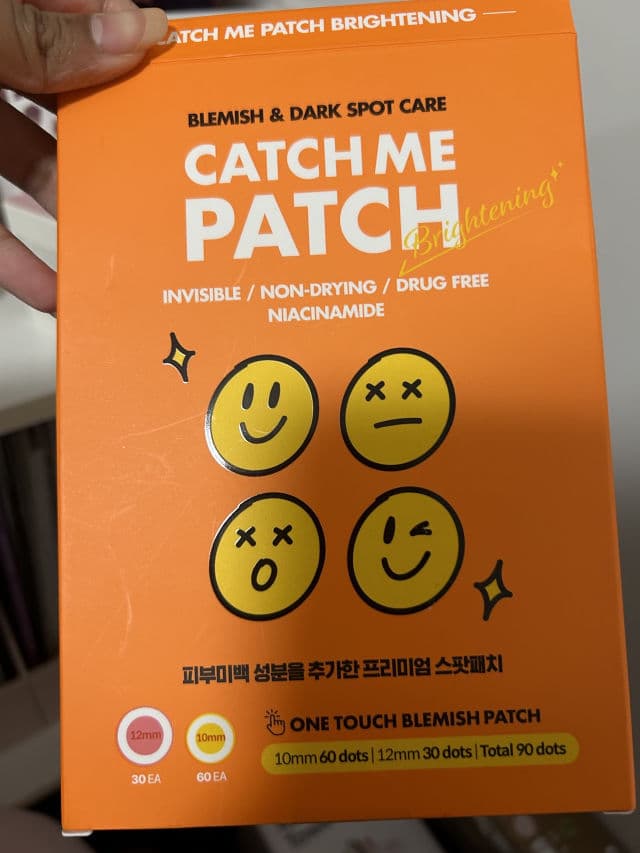 CATCH ME PATCH BRIGHTENING
BLEMISH & DARK SPOT CARE
CATCH ME
PATCH
Brightening
INVISIBLE / NON-DRYING / DRUG FREE
NIACINAMIDE
피부미백 성분을 추가한 프리미엄 스팟패치
12mm
30 EA
10mm
60 EA
ONE TOUCH BLEMISH PATCH
10mm 60 dots | 12mm 30 dots | Total 90 dots